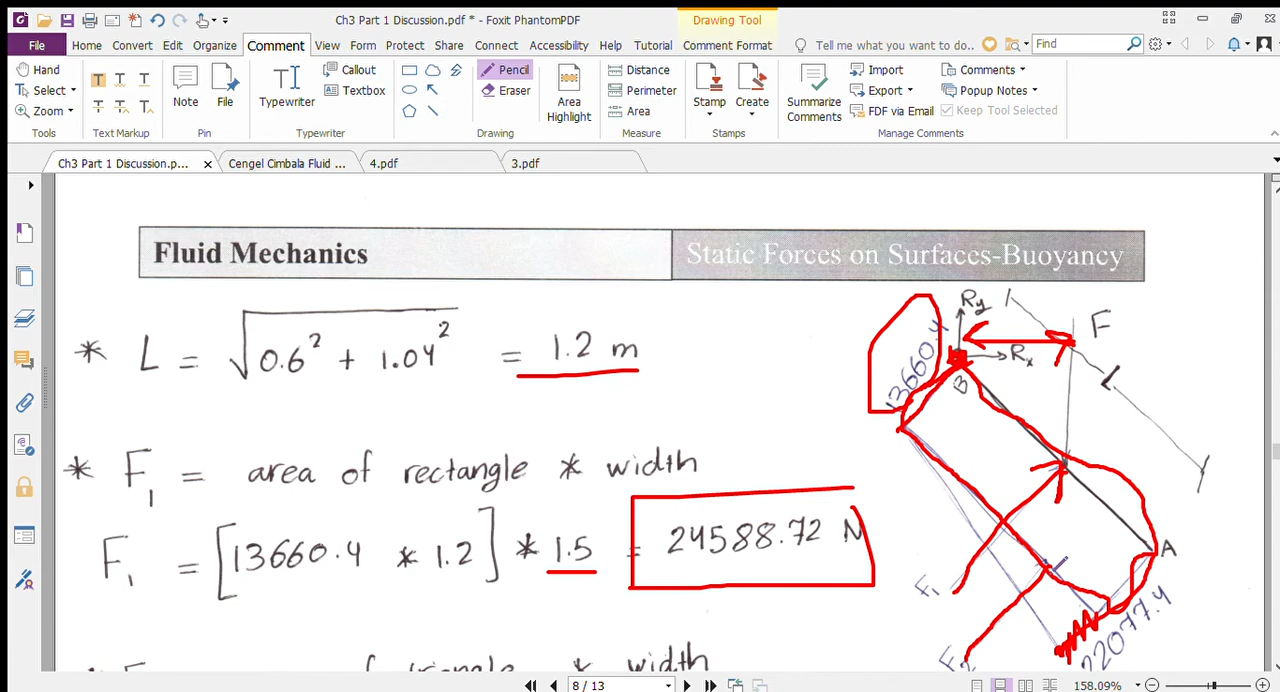 Ch3 Part 1 Discussion.pdf * - Foxit PhantomPDF
Drawing Tool
File Home Convert Edit Organize Comment View Form Protect Share Connect Accessibility Help Tutorial Comment Format Tell me what you want to do.. Find
Hand
Select
Zoom
Tools
T T T
T T T
Text Markup
Note
File
Pin
Typewriter
Callout
Textbox
Typewriter
Pencil
Eraser
Drawing
Area Highlight
Distance
Perimeter
Area
Measure
Stamp
Create
Stamps
Summarize Comments
Import
Export
FDF via Email
Comments
Popup Notes
Keep Tool Selected
Manage Comments
Ch3 Part 1 Discussion.p... × Cengel Cimbala Fluid ... 4.pdf 3.pdf
Fluid Mechanics
Static Forces on Surfaces-Buoyancy
* L = √0.6² + 1.04² = 1.2 m
* F₁ = area of rectangle * width
F₁ = [13660.4 * 1.2] * 1.5 = 24588.72 N
of triangle * width
Ry
F
Rx
13660.4
B
L
A
F₁
F₂
22077.4
8 / 13
158.09%